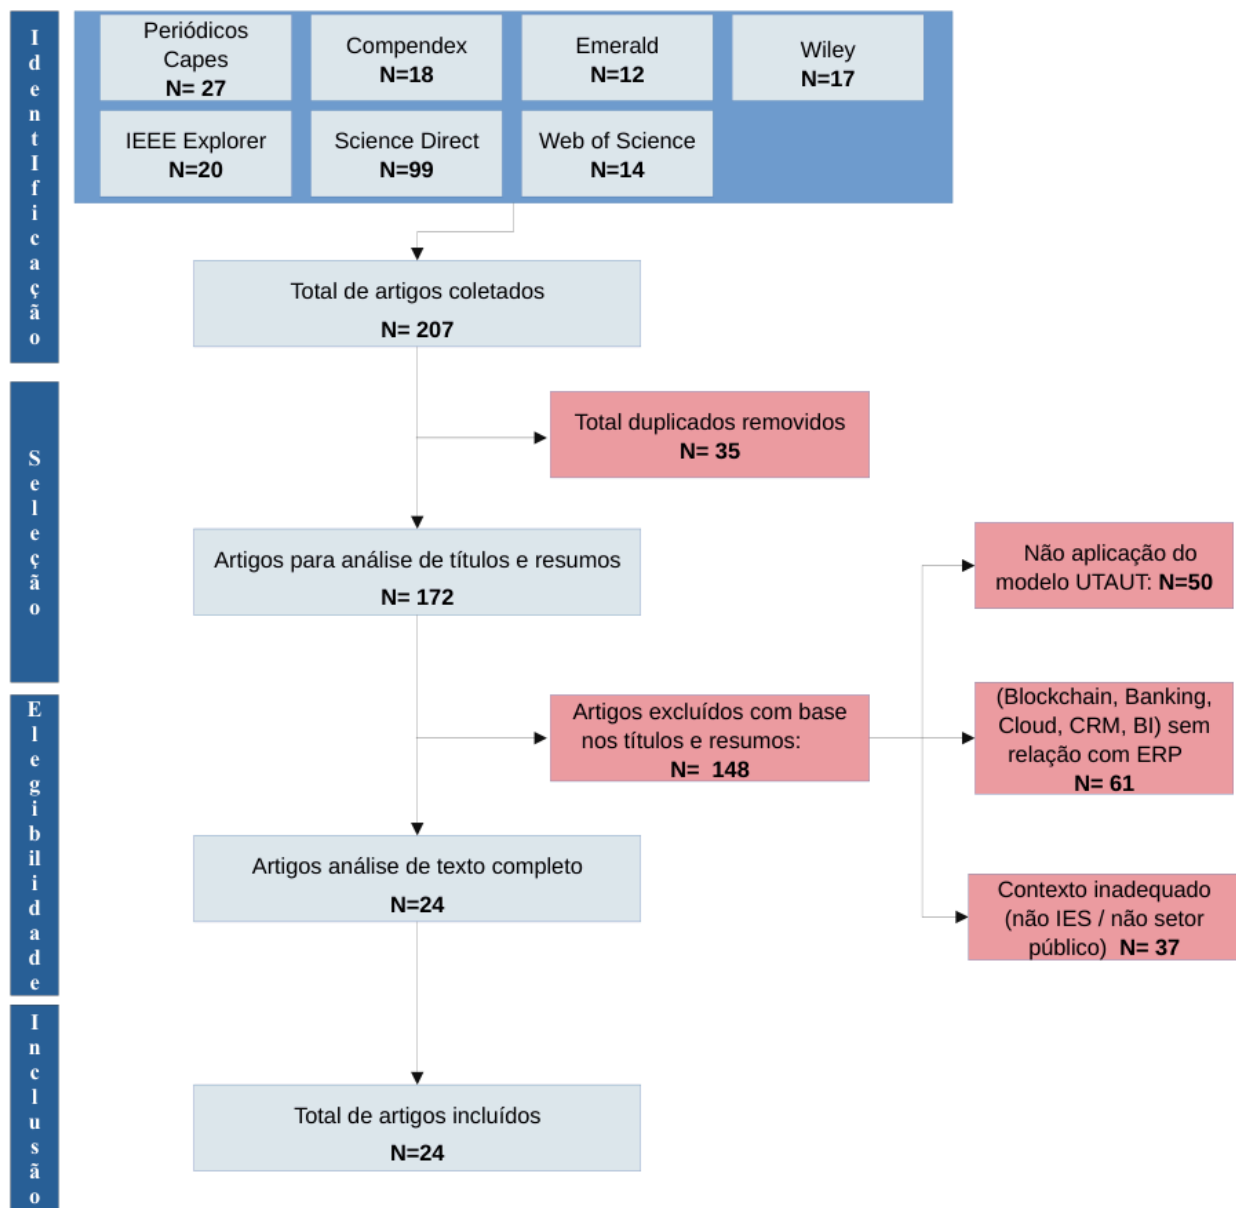 Identificação
Periódicos
Capes
N= 27
Compendex
N=18
Emerald
N=12
Wiley
N=17
IEEE Explorer
N=20
Science Direct
N=99
Web of Science
N=14
Total de artigos coletados
N= 207
Seleção
Total duplicados removidos
N= 35
Artigos para análise de títulos e resumos
N= 172
Não aplicação do
modelo UTAUT: N=50
Elegibilidade
Artigos excluídos com base
nos títulos e resumos:
N= 148
(Blockchain, Banking,
Cloud, CRM, BI) sem
relação com ERP
N= 61
Artigos análise de texto completo
N=24
Contexto inadequado
(não IES / não setor
público) N= 37
Inclusão
Total de artigos incluídos
N=24